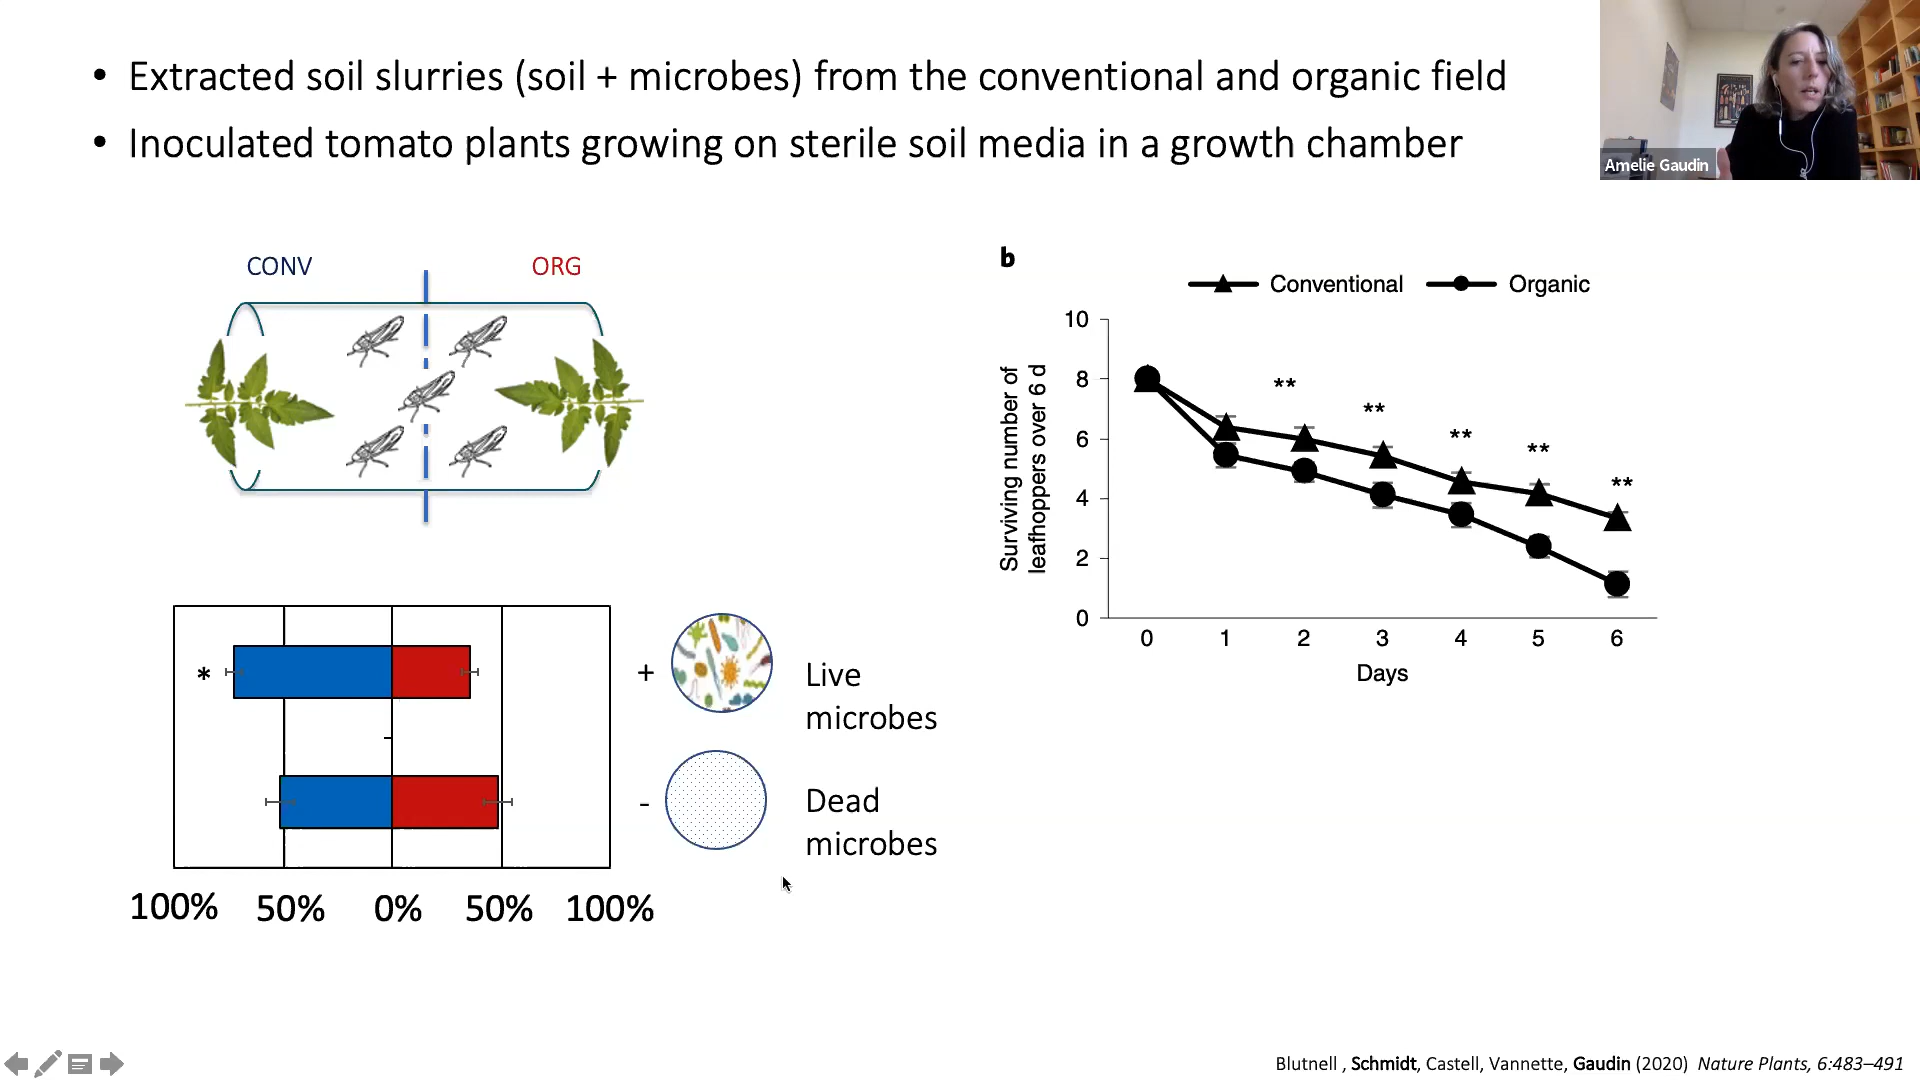 • Extracted soil slurries (soil + microbes) from the conventional and organic field
• Inoculated tomato plants growing on sterile soil media in a growth chamber
Amelie Gaudin
CONV ORG
b
Conventional Organic
Surviving number of
leafhoppers over 6 d
10
8
6
4
2
0
** ** ** ** **
0 1 2 3 4 5 6
Days
*
+ Live
microbes
- Dead
microbes
100% 50% 0% 50% 100%
Blutnell , Schmidt, Castell, Vannette, Gaudin (2020) Nature Plants, 6:483–491